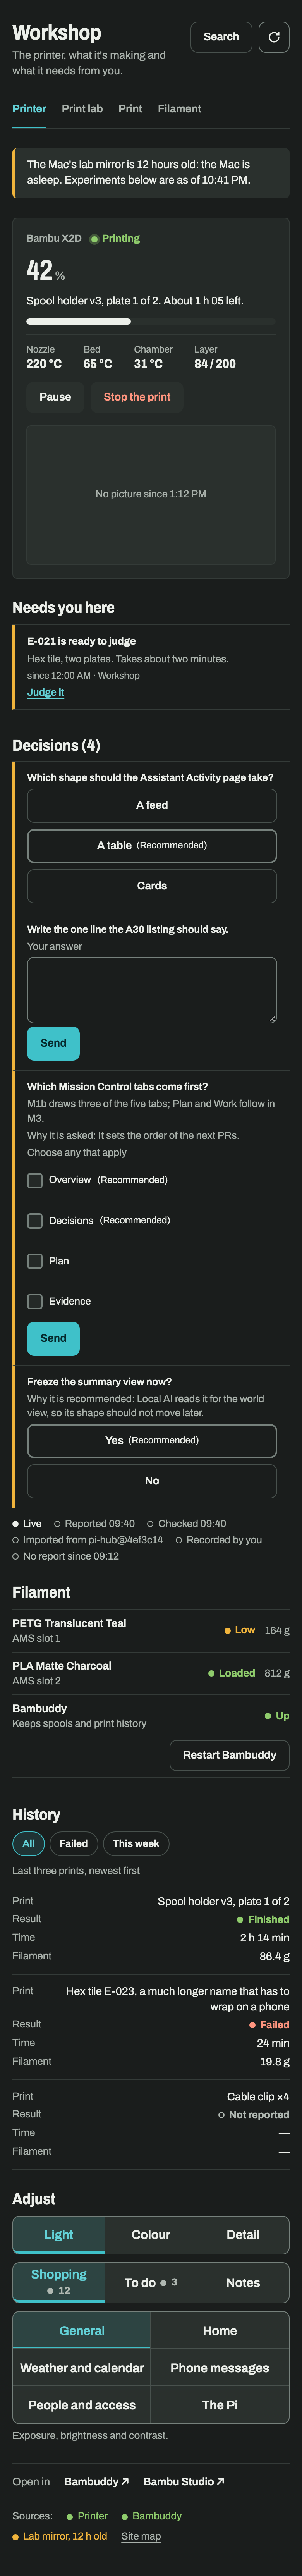 Workshop
Search
The printer, what it's making and
what it needs from you.
Printer Print lab Print Filament
The Mac's lab mirror is 12 hours old: the Mac is
asleep. Experiments below are as of 10:41 PM.
Bambu X2D Printing
42 %
Spool holder v3, plate 1 of 2. About 1 h 05 left.
Nozzle Bed Chamber Layer
220 °C 65 °C 31 °C 84 / 200
Pause Stop the print
No picture since 1:12 PM
Needs you here
E-021 is ready to judge
Hex tile, two plates. Takes about two minutes.
since 12:00 AM · Workshop
Judge it
Decisions (4)
Which shape should the Assistant Activity page take?
A feed
A table (Recommended)
Cards
Write the one line the A30 listing should say.
Your answer
Send
Which Mission Control tabs come first?
M1b draws three of the five tabs; Plan and Work follow in
M3.
Why it is asked: It sets the order of the next PRs.
Choose any that apply
Overview (Recommended)
Decisions (Recommended)
Plan
Evidence
Send
Freeze the summary view now?
Why it is recommended: Local AI reads it for the world
view, so its shape should not move later.
Yes (Recommended)
No
Live Reported 09:40 Checked 09:40
Imported from pi-hub@4ef3c14 Recorded by you
No report since 09:12
Filament
PETG Translucent Teal
AMS slot 1
Low 164 g
PLA Matte Charcoal
AMS slot 2
Loaded 812 g
Bambuddy
Keeps spools and print history
Up
Restart Bambuddy
History
All Failed This week
Last three prints, newest first
Print Spool holder v3, plate 1 of 2
Result Finished
Time 2 h 14 min
Filament 86.4 g
Print Hex tile E-023, a much longer name that has to
wrap on a phone
Result Failed
Time 24 min
Filament 19.8 g
Print Cable clip ×4
Result Not reported
Time —
Filament —
Adjust
Light Colour Detail
Shopping 12 To do 3 Notes
General Home
Weather and calendar Phone messages
People and access The Pi
Exposure, brightness and contrast.
Open in Bambuddy ↗ Bambu Studio ↗
Sources: Printer Bambuddy
Lab mirror, 12 h old Site map